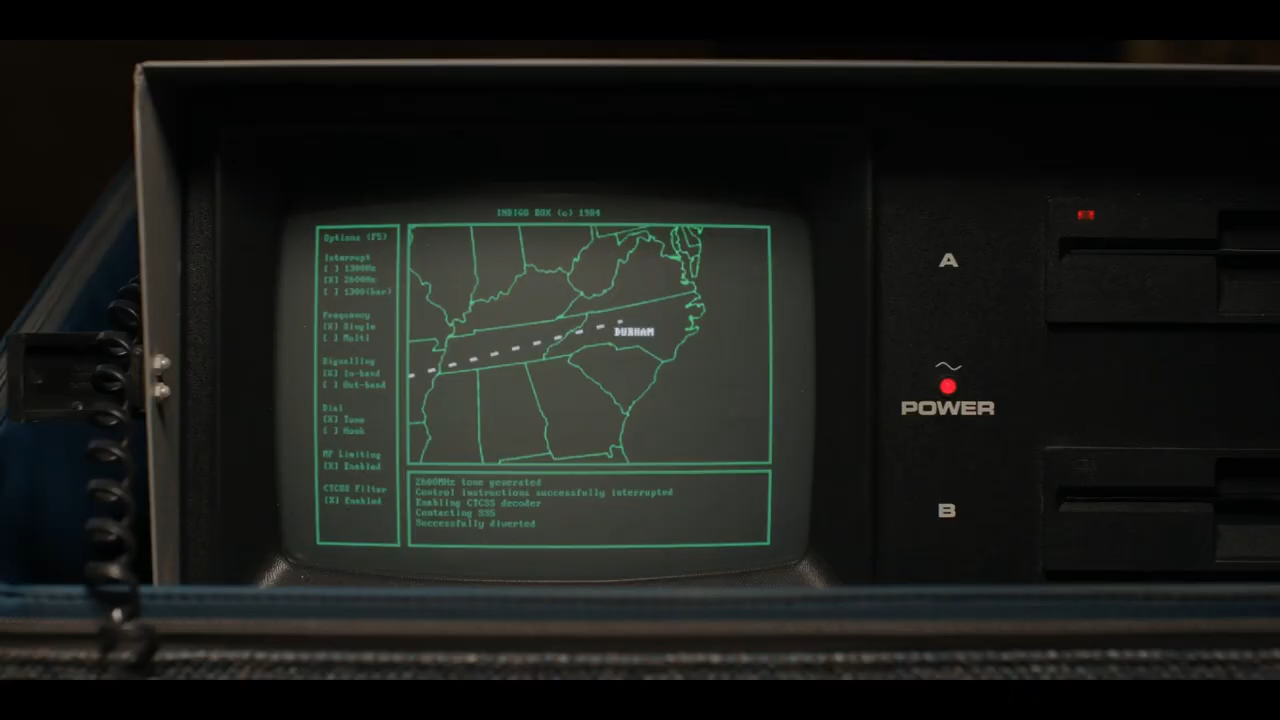 INDIGO BOX (c) 1984
Options (F5)
Interrupt
[ ] 1300Hz
[X] 2600Hz
[ ] 1300(bar)
Frequency
[X] Single
[ ] Multi
Signalling
[X] In-band
[ ] Out-band
Dial
[X] Tone
[ ] Hook
MF Limiting
[X] Enabled
CTCSS Filter
[X] Enabled
DURHAM
2600MHz tone generated
Control instructions successfully interrupted
Enabling CTCSS decoder
Contacting SS5
Successfully diverted
A
POWER
B